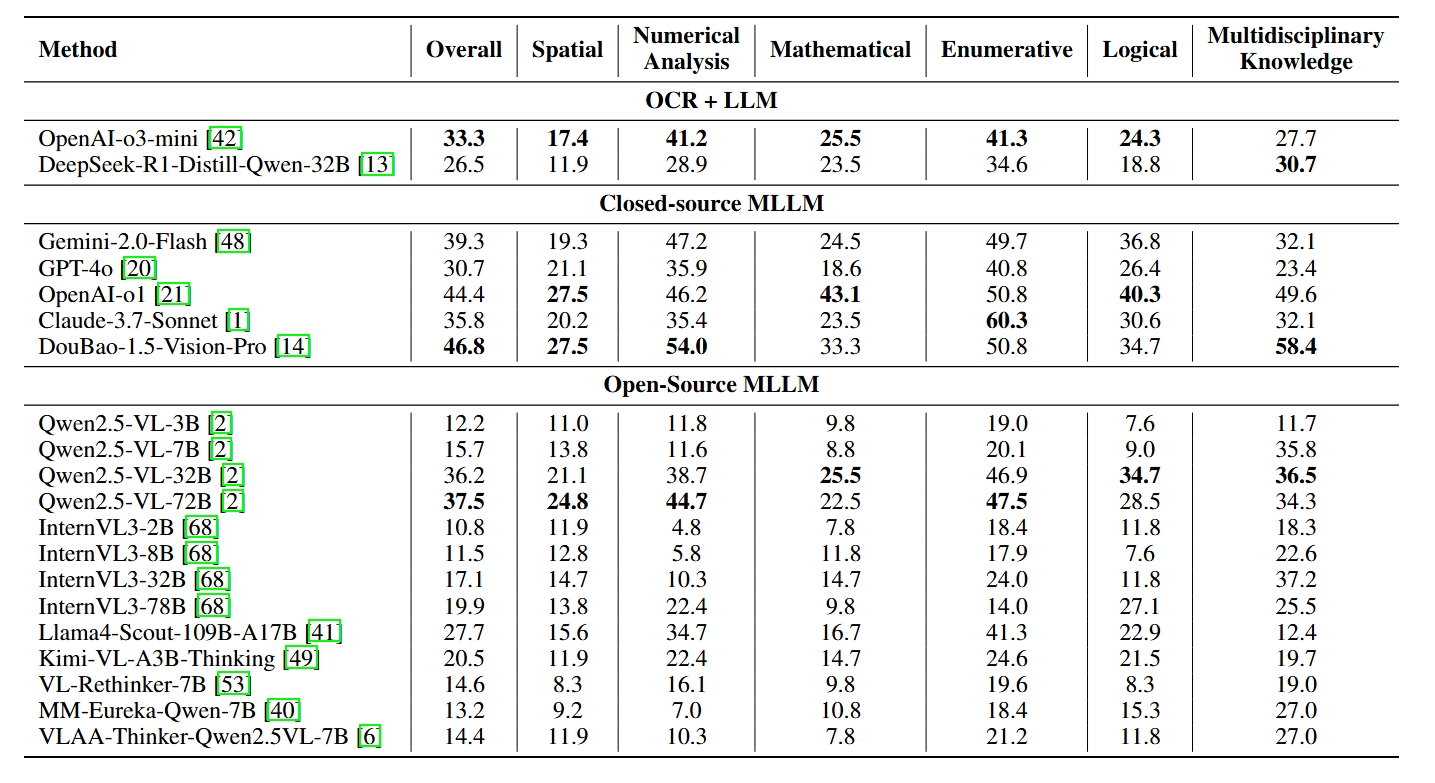 Method Overall Spatial Numerical Analysis Mathematical Enumerative Logical Multidisciplinary Knowledge
OCR + LLM
OpenAI-o3-mini [42] 33.3 17.4 41.2 25.5 41.3 24.3 27.7
DeepSeek-R1-Distill-Qwen-32B [13] 26.5 11.9 28.9 23.5 34.6 18.8 30.7
Closed-source MLLM
Gemini-2.0-Flash [48] 39.3 19.3 47.2 24.5 49.7 36.8 32.1
GPT-4o [20] 30.7 21.1 35.9 18.6 40.8 26.4 23.4
OpenAI-o1 [21] 44.4 27.5 46.2 43.1 50.8 40.3 49.6
Claude-3.7-Sonnet [1] 35.8 20.2 35.4 23.5 60.3 30.6 32.1
DouBao-1.5-Vision-Pro [14] 46.8 27.5 54.0 33.3 50.8 34.7 58.4
Open-Source MLLM
Qwen2.5-VL-3B [2] 12.2 11.0 11.8 9.8 19.0 7.6 11.7
Qwen2.5-VL-7B [2] 15.7 13.8 11.6 8.8 20.1 9.0 35.8
Qwen2.5-VL-32B [2] 36.2 21.1 38.7 25.5 46.9 34.7 36.5
Qwen2.5-VL-72B [2] 37.5 24.8 44.7 22.5 47.5 28.5 34.3
InternVL3-2B [68] 10.8 11.9 4.8 7.8 18.4 11.8 18.3
InternVL3-8B [68] 11.5 12.8 5.8 11.8 17.9 7.6 22.6
InternVL3-32B [68] 17.1 14.7 10.3 14.7 24.0 11.8 37.2
InternVL3-78B [68] 19.9 13.8 22.4 9.8 14.0 27.1 25.5
Llama4-Scout-109B-A17B [41] 27.7 15.6 34.7 16.7 41.3 22.9 12.4
Kimi-VL-A3B-Thinking [49] 20.5 11.9 22.4 14.7 24.6 21.5 19.7
VL-Rethinker-7B [53] 14.6 8.3 16.1 9.8 19.6 8.3 19.0
MM-Eureka-Qwen-7B [40] 13.2 9.2 7.0 10.8 18.4 15.3 27.0
VLAA-Thinker-Qwen2.5VL-7B [6] 14.4 11.9 10.3 7.8 21.2 11.8 27.0